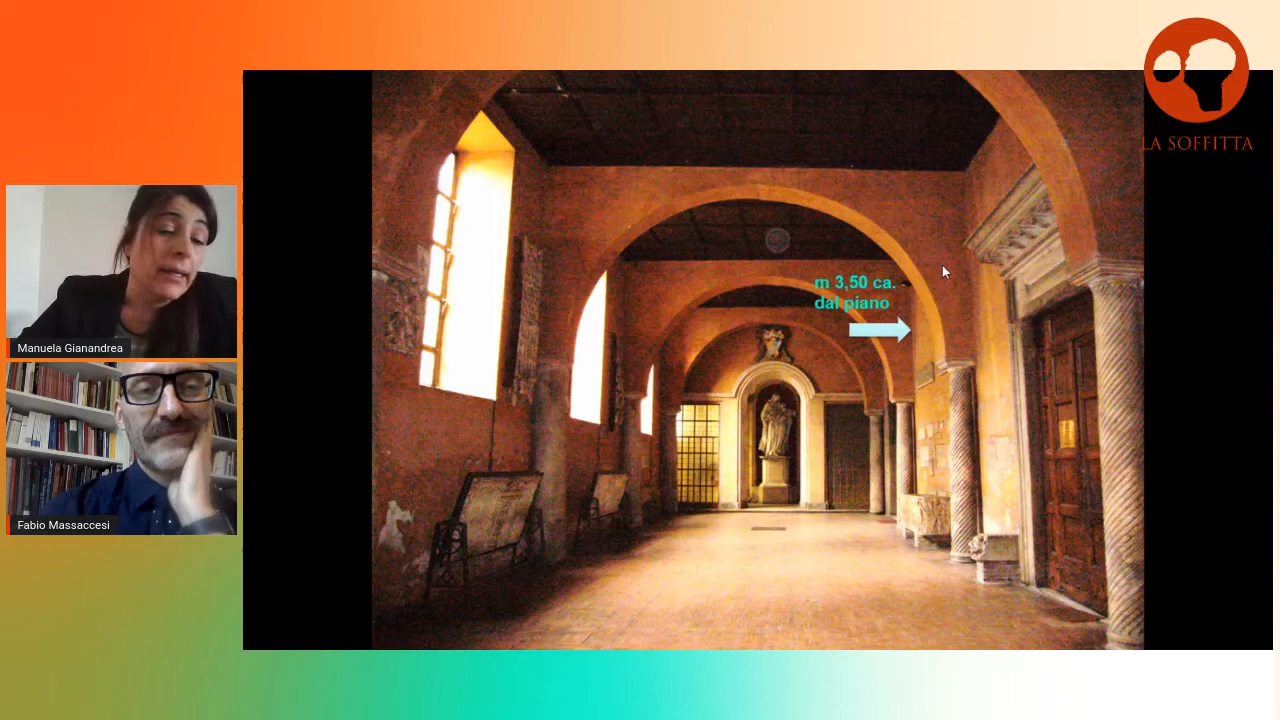 LA SOFFITTA
Manuela Gianandrea
Fabio Massaccesi
m 3,50 ca.
dal piano